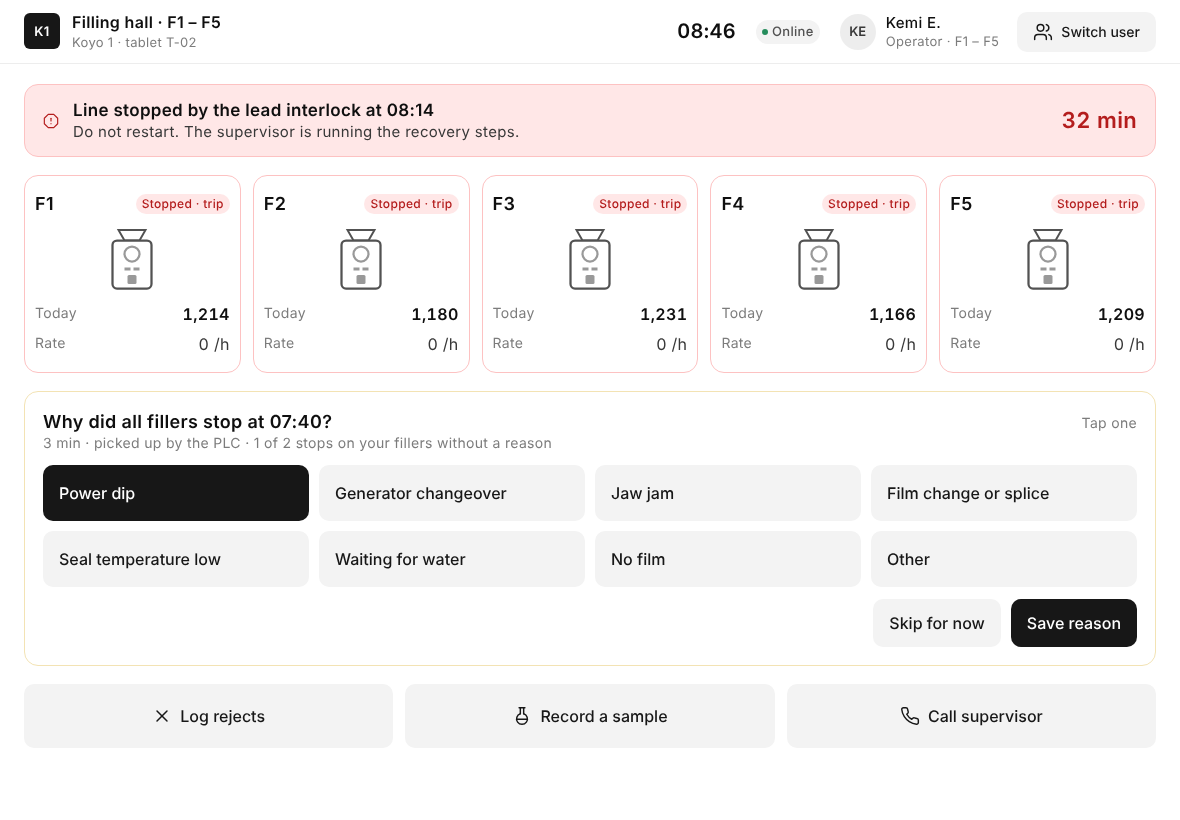 K1
Filling hall · F1 – F5
Koyo 1 · tablet T-02
08:46
Online
KE
Kemi E.
Operator · F1 – F5
Switch user
Line stopped by the lead interlock at 08:14
Do not restart. The supervisor is running the recovery steps.
32 min
F1
Stopped · trip
Today
1,214
Rate
0 /h
F2
Stopped · trip
Today
1,180
Rate
0 /h
F3
Stopped · trip
Today
1,231
Rate
0 /h
F4
Stopped · trip
Today
1,166
Rate
0 /h
F5
Stopped · trip
Today
1,209
Rate
0 /h
Why did all fillers stop at 07:40?
Tap one
3 min · picked up by the PLC · 1 of 2 stops on your fillers without a reason
Power dip
Generator changeover
Jaw jam
Film change or splice
Seal temperature low
Waiting for water
No film
Other
Skip for now
Save reason
Log rejects
Record a sample
Call supervisor